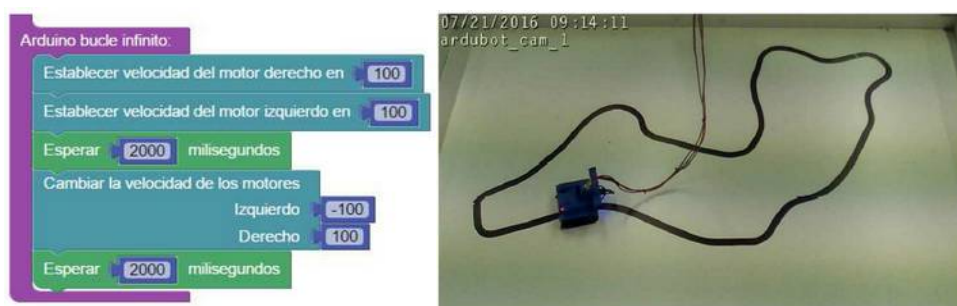 Arduino bucle infinito:
Establecer velocidad del motor derecho en 100
Establecer velocidad del motor izquierdo en 100
Esperar 2000 milisegundos
Cambiar la velocidad de los motores
Izquierdo -100
Derecho 100
Esperar 2000 milisegundos
07/21/2016 09:14:11
ardubot_cam_1